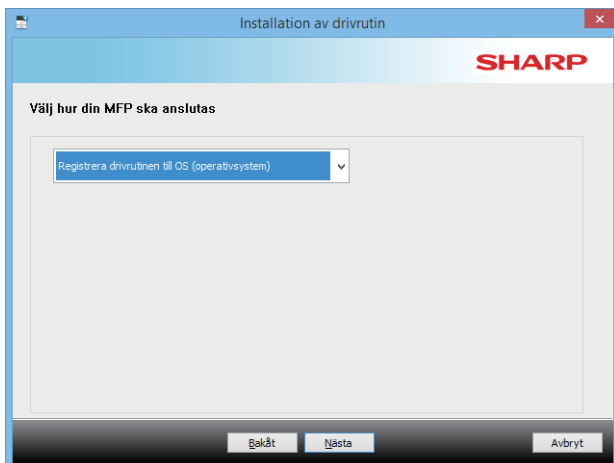 Installation av drivrutin
SHARP
Välj hur din MFP ska anslutas
Registrera drivrutinen till OS (operativsystem)
Bakåt
Nästa
Avbryt